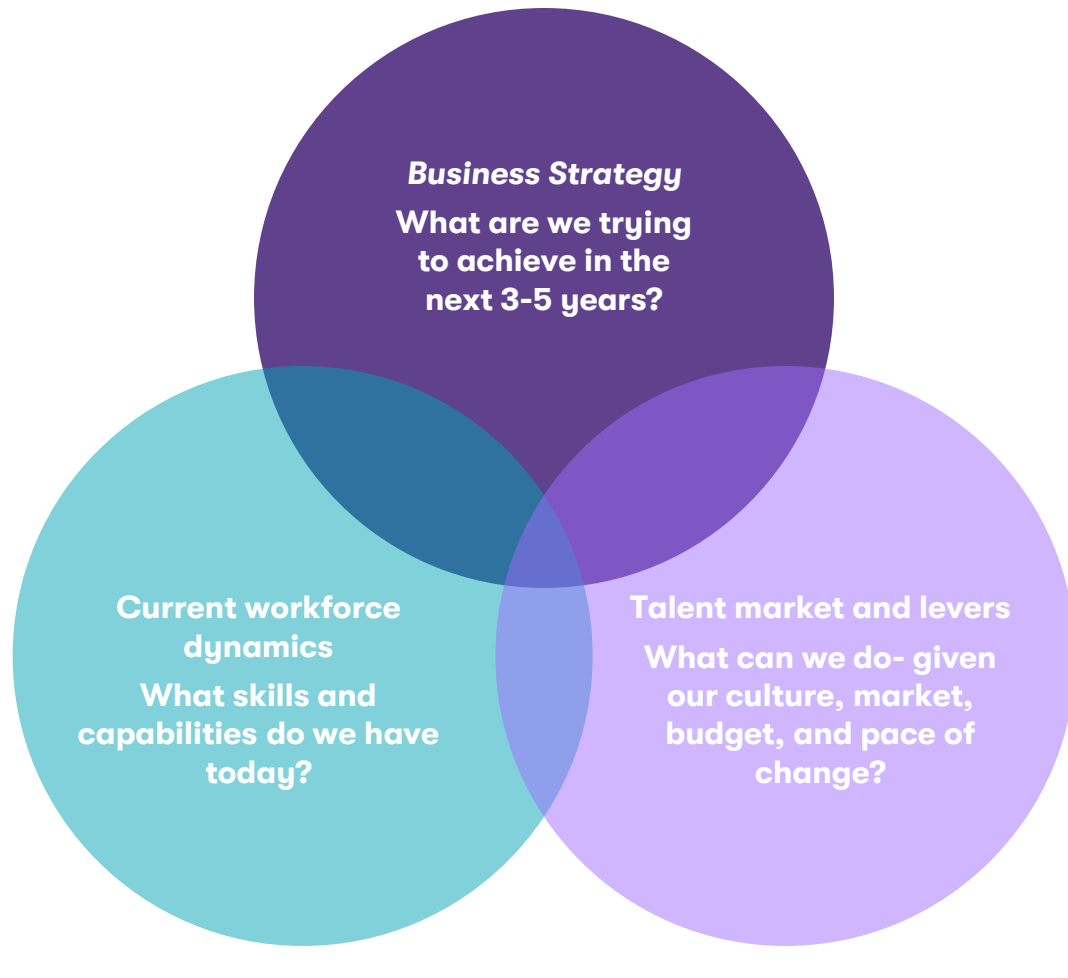 Business Strategy
What are we trying
to achieve in the
next 3-5 years?
Current workforce
dynamics
What skills and
capabilities do we have
today?
Talent market and levers
What can we do- given
our culture, market,
budget, and pace of
change?